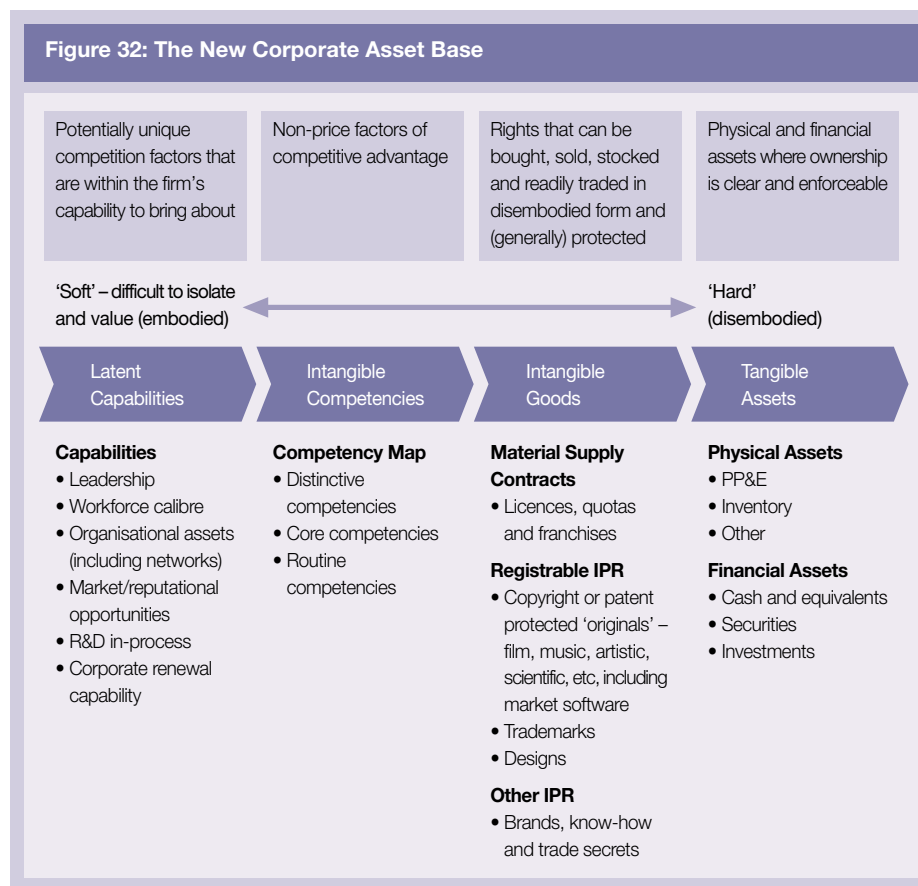 Figure 32: The New Corporate Asset Base
Potentially unique
competition factors that
are within the firm's
capability to bring about
Non-price factors of
competitive advantage
Rights that can be
bought, sold, stocked
and readily traded in
disembodied form and
(generally) protected
Physical and financial
assets where ownership
is clear and enforceable
‘Soft’ – difficult to isolate
and value (embodied)
‘Hard’
(disembodied)
Latent
Capabilities
Intangible
Competencies
Intangible
Goods
Tangible
Assets
Capabilities
• Leadership
• Workforce calibre
• Organisational assets
(including networks)
• Market/reputational
opportunities
• R&D in-process
• Corporate renewal
capability
Competency Map
• Distinctive
competencies
• Core competencies
• Routine
competencies
Material Supply
Contracts
• Licences, quotas
and franchises
Registrable IPR
• Copyright or patent
protected ‘originals’ –
film, music, artistic,
scientific, etc, including
market software
• Trademarks
• Designs
Other IPR
• Brands, know-how
and trade secrets
Physical Assets
• PP&E
• Inventory
• Other
Financial Assets
• Cash and equivalents
• Securities
• Investments